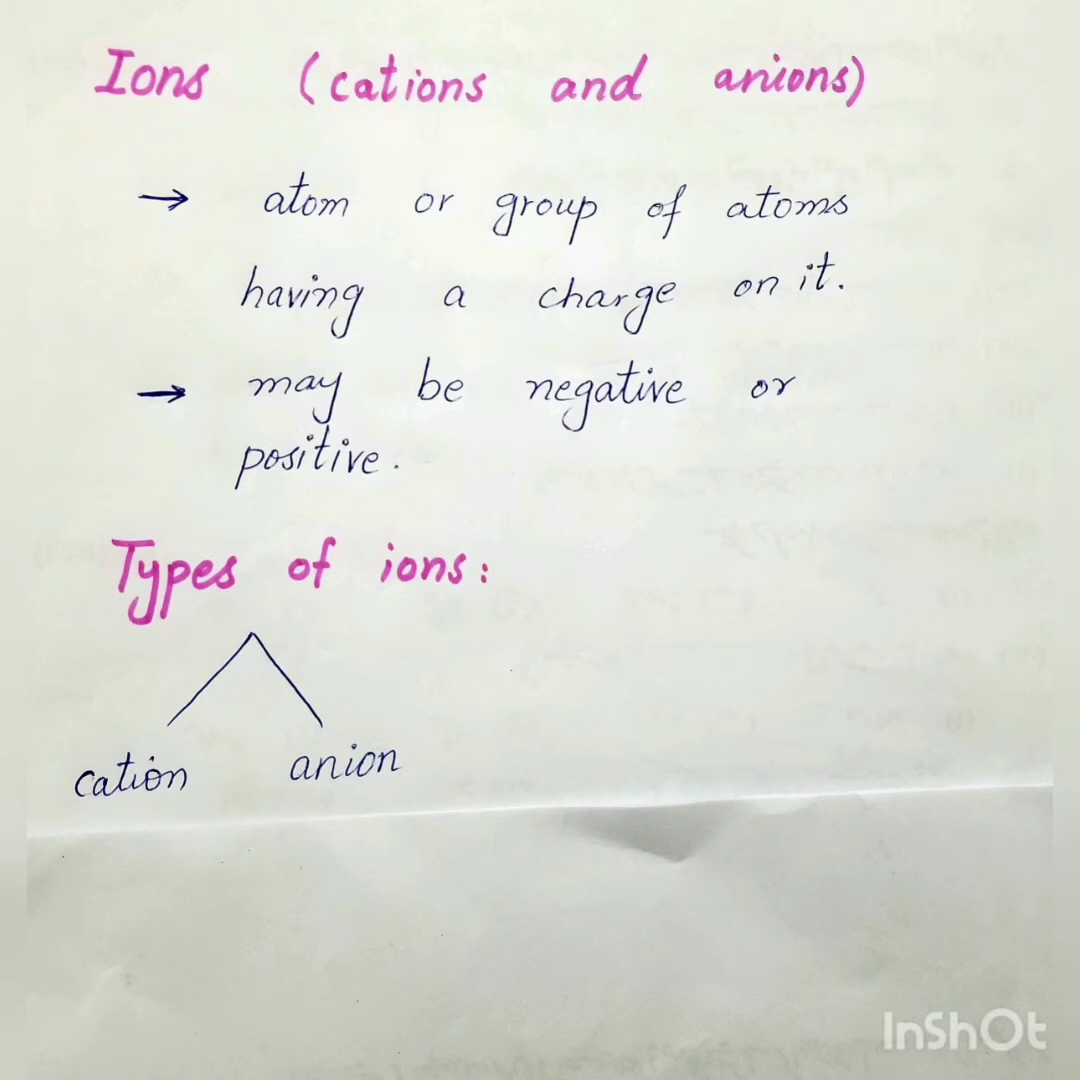 Ions (cations and anions)
→ atom or group of atoms
having a charge on it.
→ may be negative or
positive.
Types of ions:
cation anion
InShOt